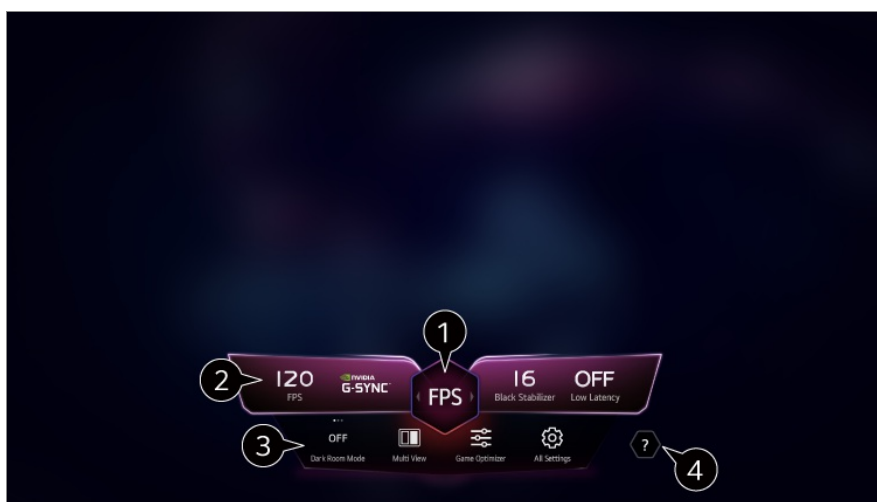 1
2
120
FPS
NVIDIA
G-SYNC
FPS
16
Black Stabilizer
OFF
Low Latency
3
OFF
Dark Room Mode
Multi View
Game Optimizer
All Settings
?
4